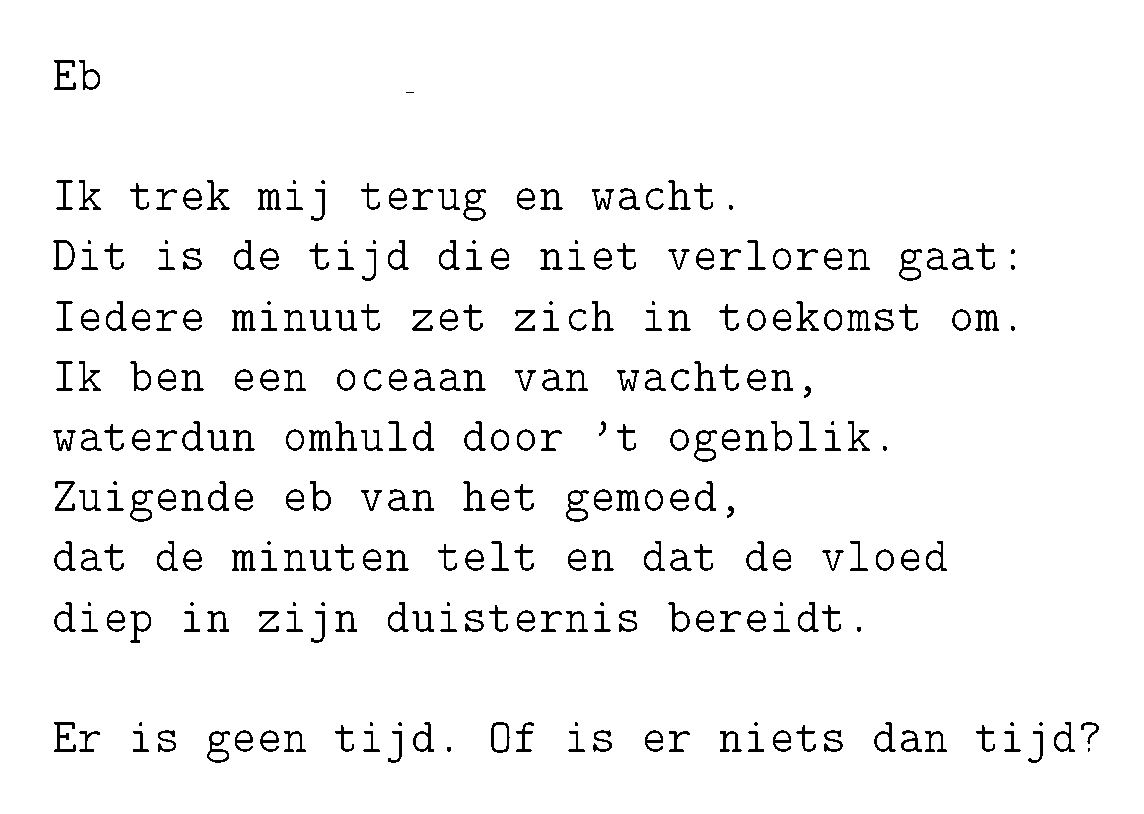 Eb
Ik trek mij terug en wacht.
Dit is de tijd die niet verloren gaat:
Iedere minuut zet zich in toekomst om.
Ik ben een oceaan van wachten,
waterdun omhuld door 't ogenblik.
Zuigende eb van het gemoed,
dat de minuten telt en dat de vloed
diep in zijn duisternis bereidt.
Er is geen tijd. Of is er niets dan tijd?